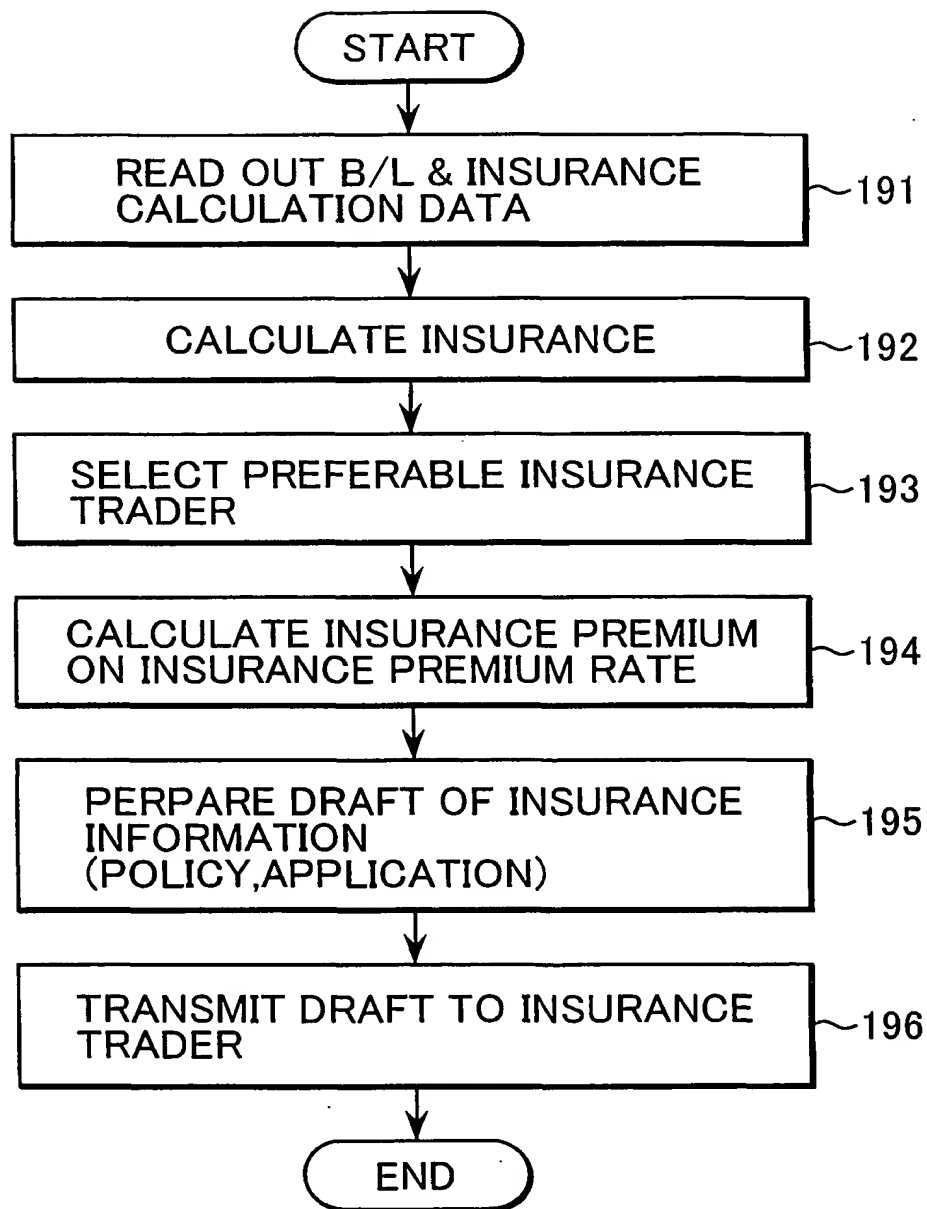 START
READ OUT B/L & INSURANCE
CALCULATION DATA
191
CALCULATE INSURANCE
192
SELECT PREFERABLE INSURANCE
TRADER
193
CALCULATE INSURANCE PREMIUM
ON INSURANCE PREMIUM RATE
194
PERPARE DRAFT OF INSURANCE
INFORMATION
(POLICY,APPLICATION)
195
TRANSMIT DRAFT TO INSURANCE
TRADER
196
END